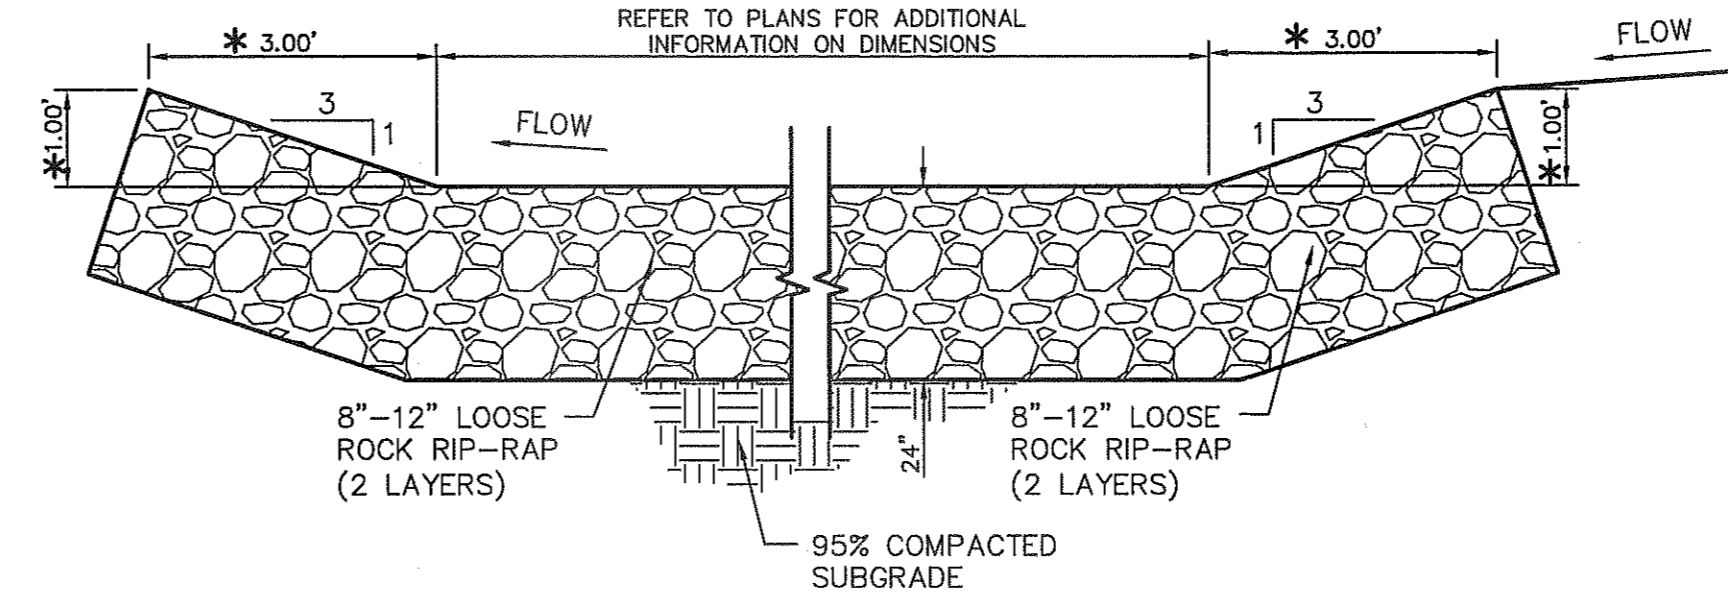 REFER TO PLANS FOR ADDITIONAL
INFORMATION ON DIMENSIONS
* 3.00'
* 3.00'
FLOW
*1.00'
3
1
FLOW
3
1
*1.00'
8"-12" LOOSE
ROCK RIP-RAP
(2 LAYERS)
24"
8"-12" LOOSE
ROCK RIP-RAP
(2 LAYERS)
95% COMPACTED
SUBGRADE